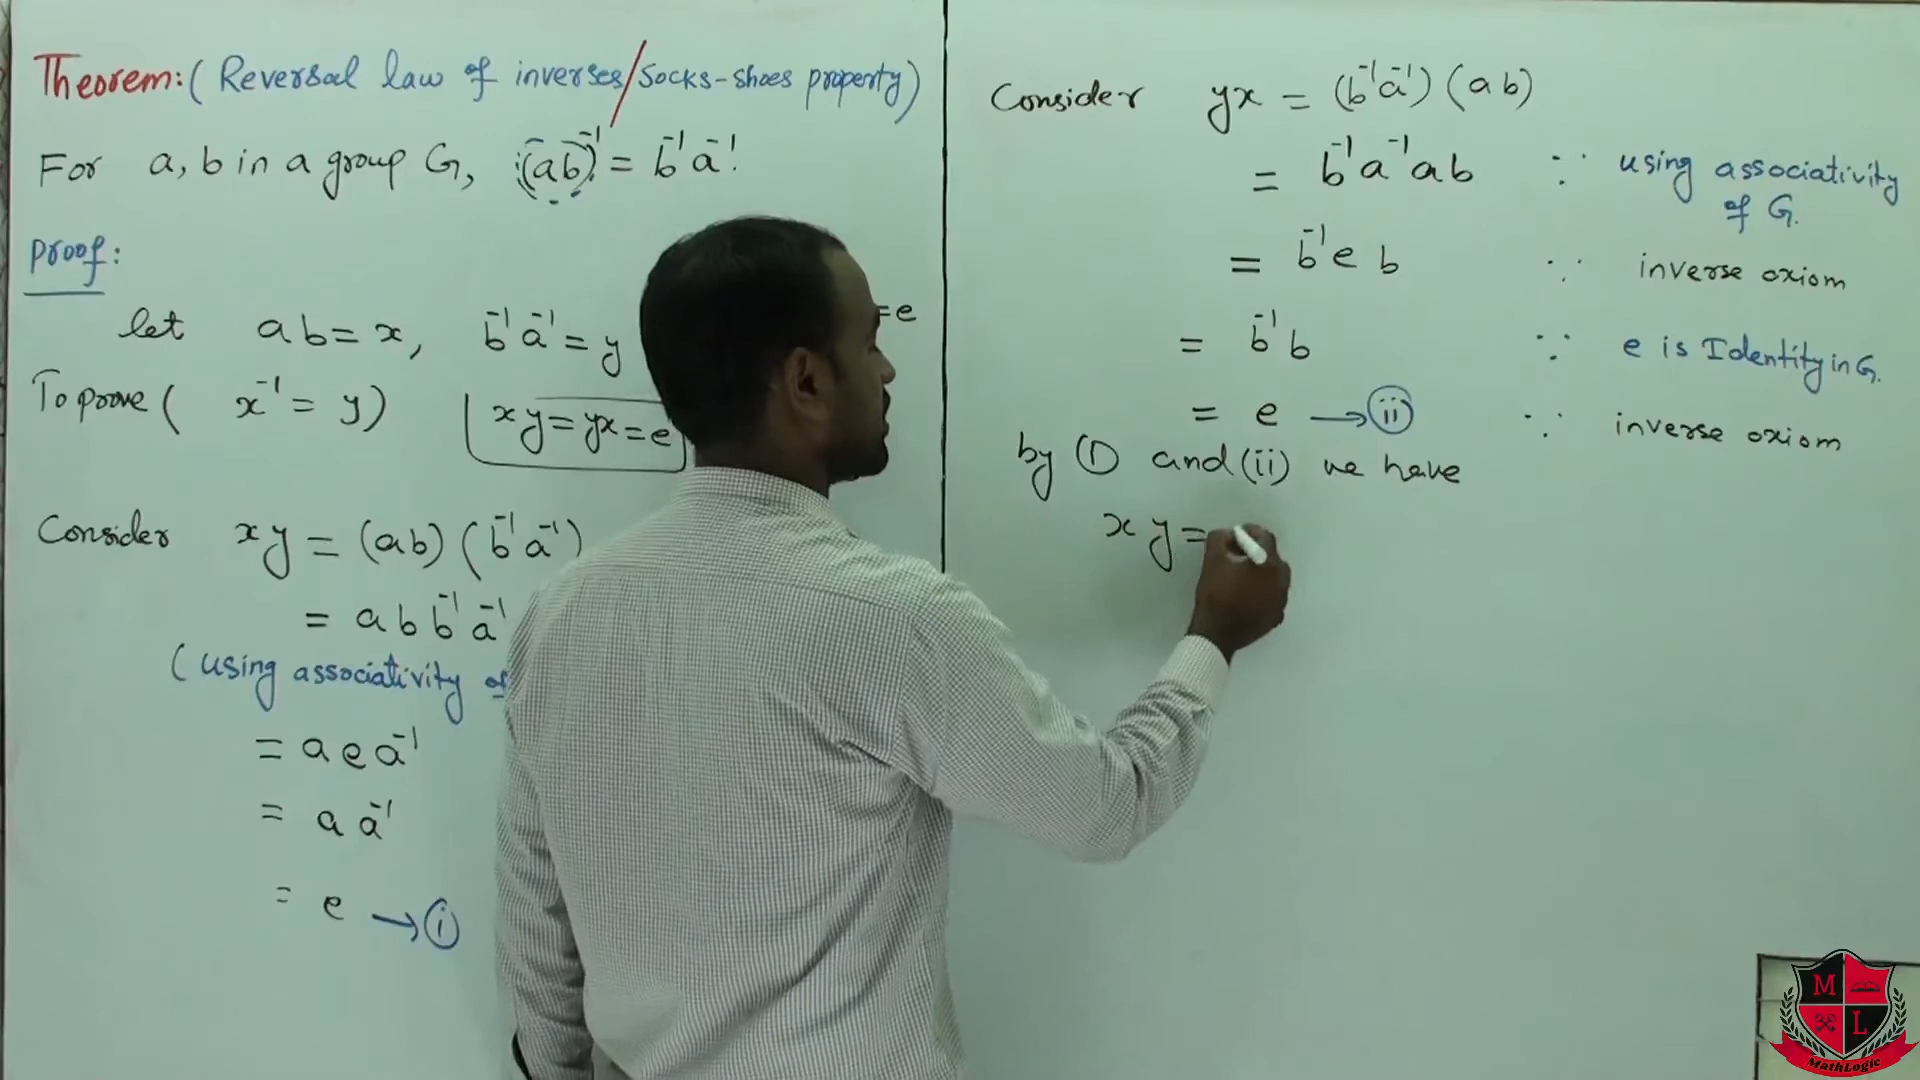 Theorem: (Reversal law of inverses/Socks-shoes property)
For a, b in a group G, (ab)⁻¹ = b⁻¹a⁻¹.
Proof:
let ab = x, b⁻¹a⁻¹ = y
=e
To prove ( x⁻¹ = y)
xy = yx = e
Consider xy = (ab)(b⁻¹a⁻¹)
= abb⁻¹a⁻¹
(using associativity of
= aea⁻¹
= aa⁻¹
= e → (i)
Consider yx = (b⁻¹a⁻¹)(ab)
= b⁻¹a⁻¹ab ∵ using associativity
of G.
= b⁻¹eb ∵ inverse oxiom
= b⁻¹b ∵ e is Identity in G.
= e → (ii) ∵ inverse oxiom
by (i) and (ii) we have
xy =
M
L
MathLogic